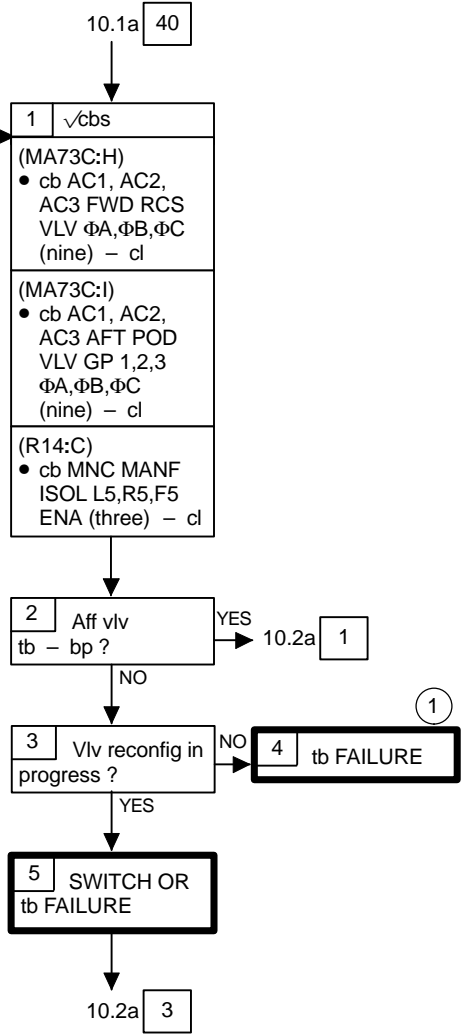 10.1a 40
1 √cbs
(MA73C:H)
• cb AC1, AC2,
AC3 FWD RCS
VLV ΦA,ΦB,ΦC
(nine) – cl
(MA73C:I)
• cb AC1, AC2,
AC3 AFT POD
VLV GP 1,2,3
ΦA,ΦB,ΦC
(nine) – cl
(R14:C)
• cb MNC MANF
ISOL L5,R5,F5
ENA (three) – cl
2 Aff vlv
tb – bp ?
YES
10.2a 1
NO
3 Vlv reconfig in
progress ?
NO
1
4 tb FAILURE
YES
5 SWITCH OR
tb FAILURE
10.2a 3